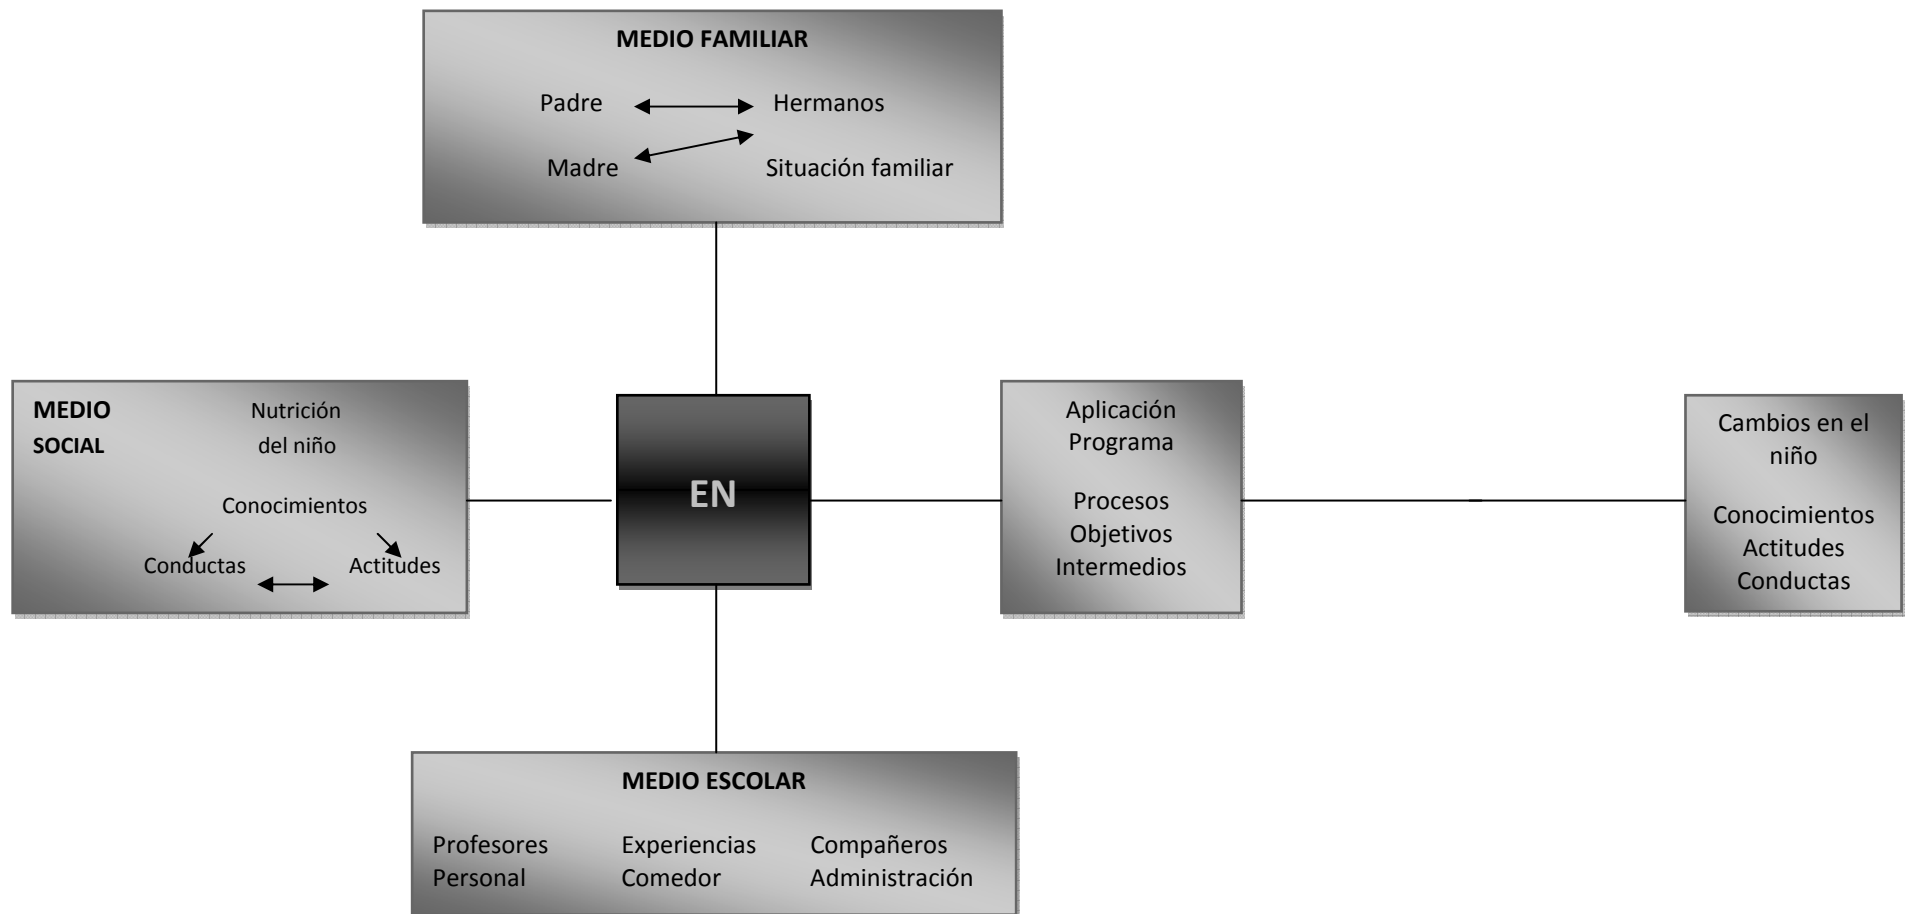 MEDIO FAMILIAR
Padre Hermanos
Madre Situación familiar
MEDIO Nutrición
SOCIAL del niño
Conocimientos
Conductas Actitudes
EN
Aplicación
Programa
Procesos
Objetivos
Intermedios
Cambios en el
niño
Conocimientos
Actitudes
Conductas
MEDIO ESCOLAR
Profesores Experiencias Compañeros
Personal Comedor Administración